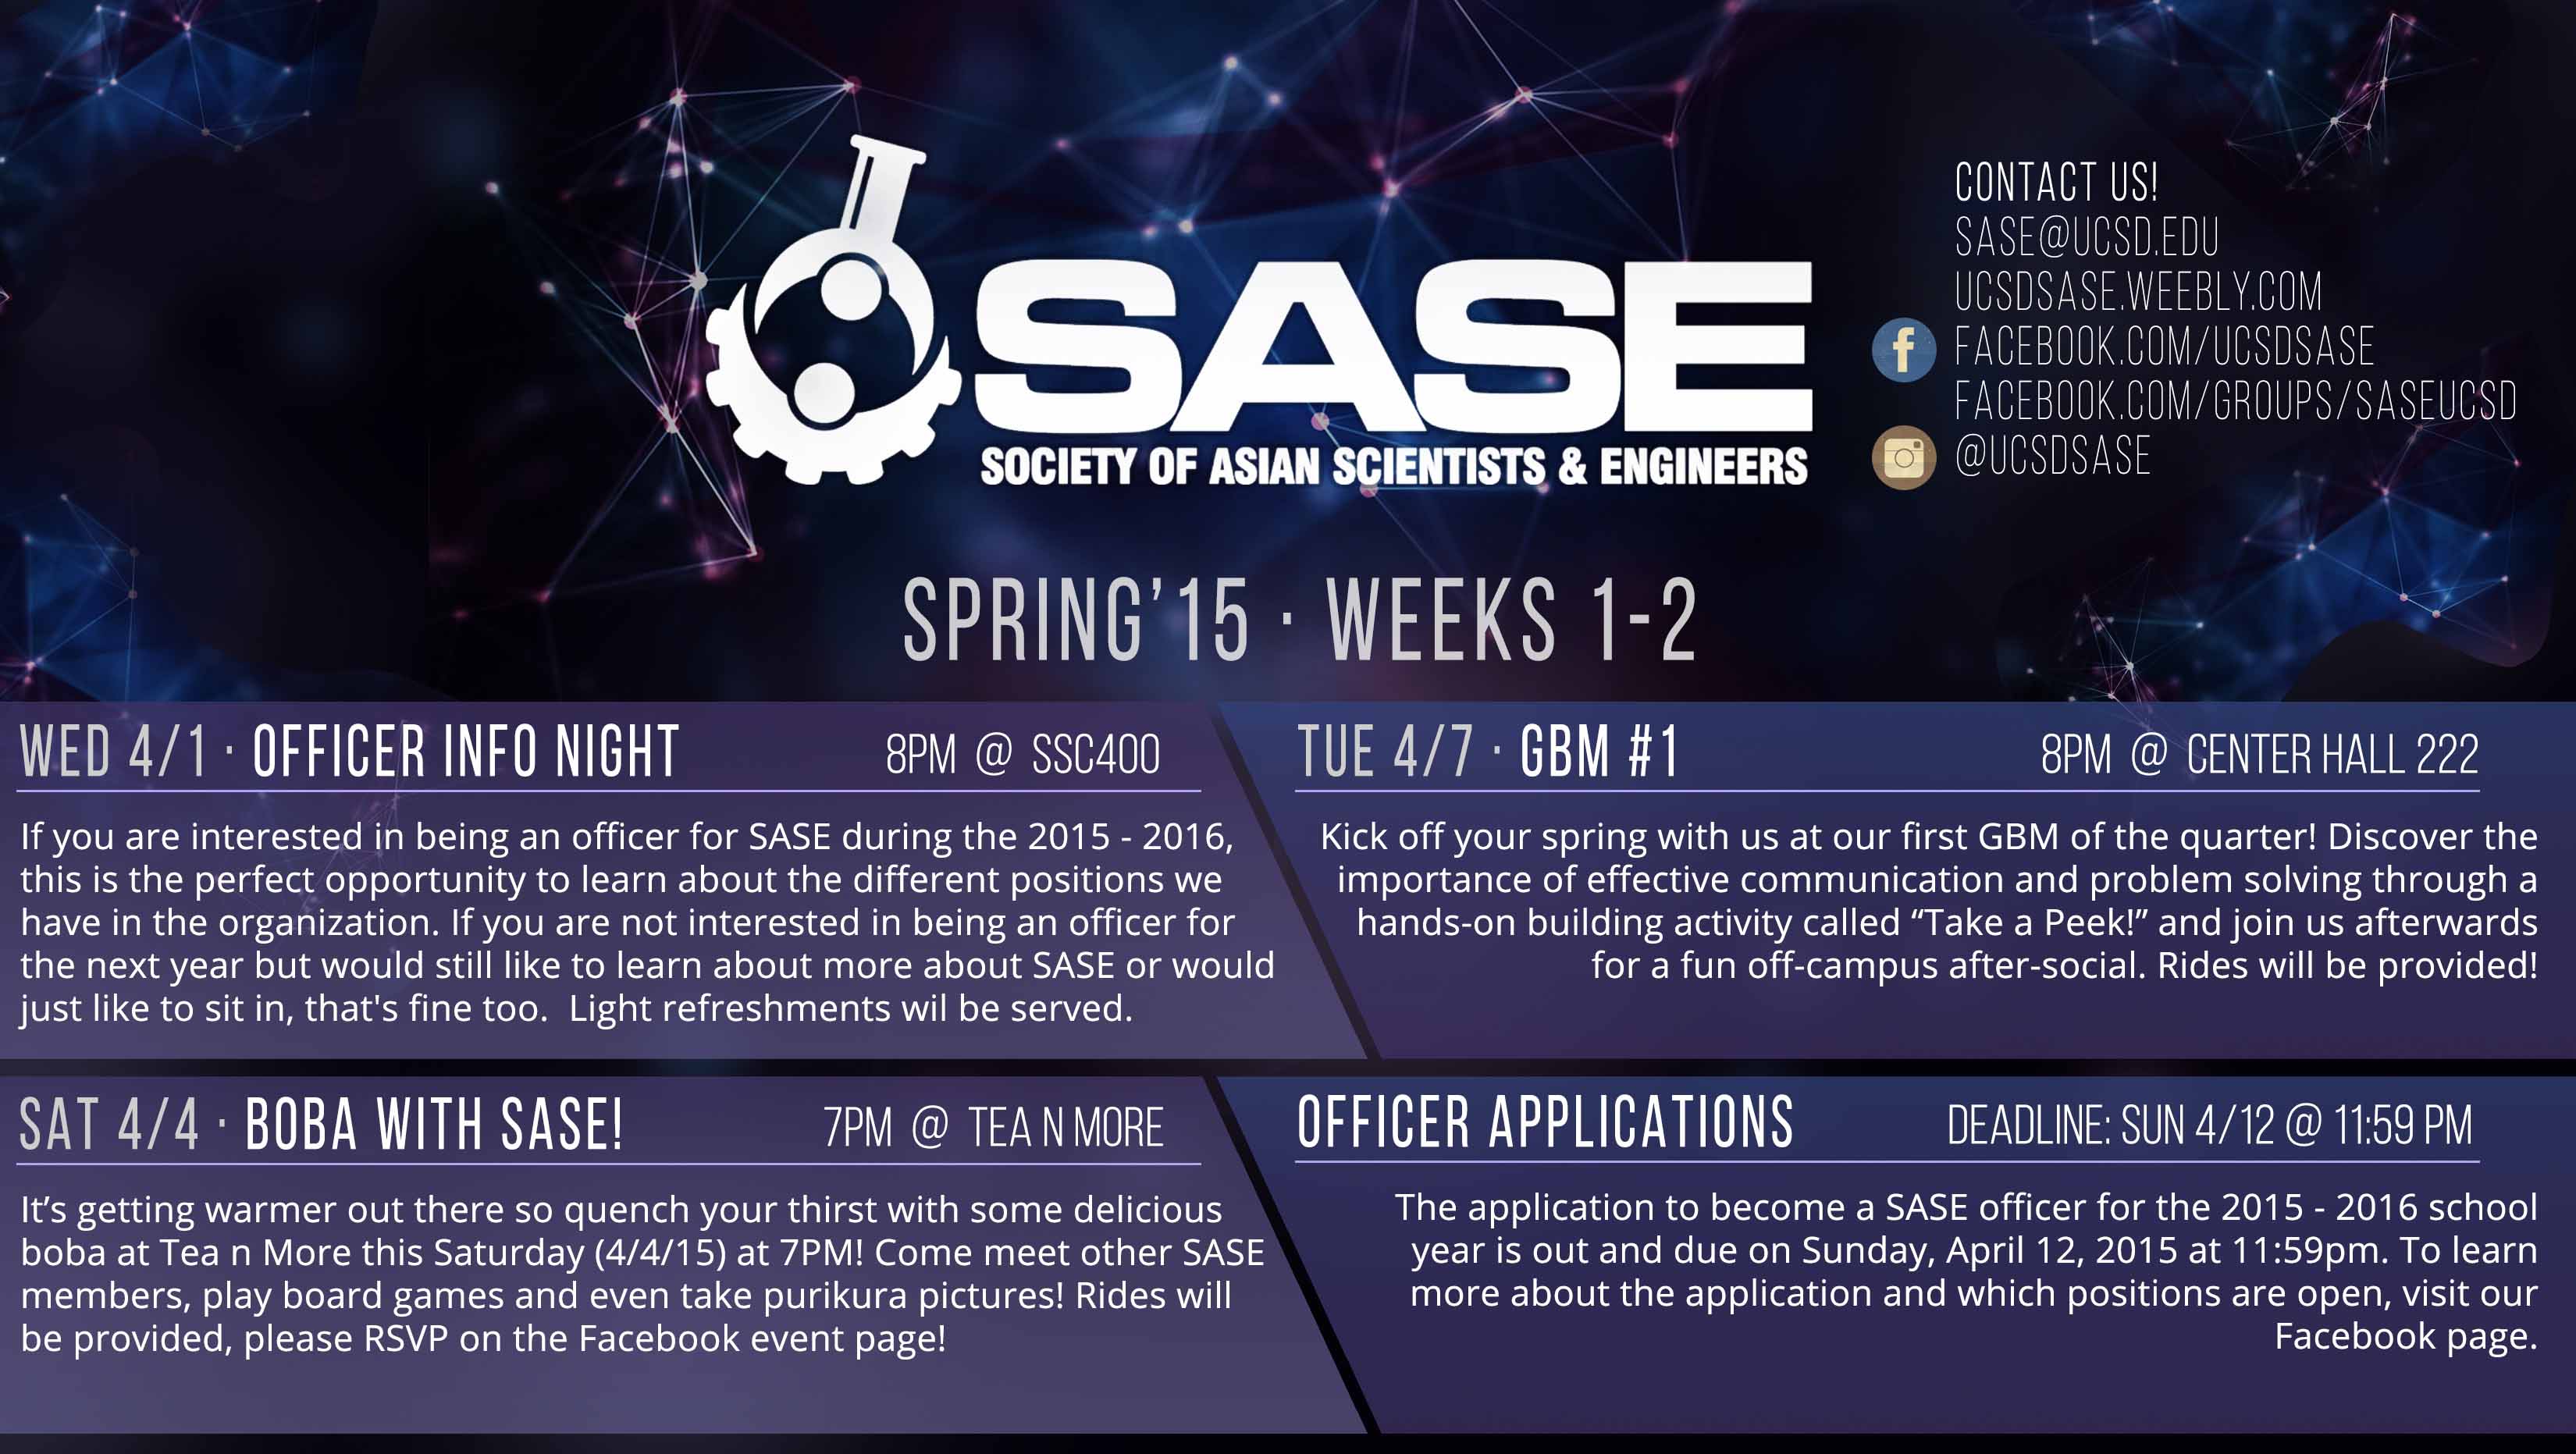 SASE
SOCIETY OF ASIAN SCIENTISTS & ENGINEERS
CONTACT US!
SASE@UCSD.EDU
UCSDSASE.WEEBLY.COM
f FACEBOOK.COM/UCSDSASE
FACEBOOK.COM/GROUPS/SASEUCSD
@UCSDSASE
SPRING'15 · WEEKS 1-2
WED 4/1 · OFFICER INFO NIGHT 8PM @ SSC400
If you are interested in being an officer for SASE during the 2015 - 2016,
this is the perfect opportunity to learn about the different positions we
have in the organization. If you are not interested in being an officer for
the next year but would still like to learn about more about SASE or would
just like to sit in, that's fine too.  Light refreshments wil be served.
TUE 4/7 · GBM #1 8PM @ CENTER HALL 222
Kick off your spring with us at our first GBM of the quarter! Discover the
importance of effective communication and problem solving through a
hands-on building activity called “Take a Peek!” and join us afterwards
for a fun off-campus after-social. Rides will be provided!
SAT 4/4 · BOBA WITH SASE! 7PM @ TEA N MORE
It’s getting warmer out there so quench your thirst with some delicious
boba at Tea n More this Saturday (4/4/15) at 7PM! Come meet other SASE
members, play board games and even take purikura pictures! Rides will
be provided, please RSVP on the Facebook event page!
OFFICER APPLICATIONS DEADLINE: SUN 4/12 @ 11:59 PM
The application to become a SASE officer for the 2015 - 2016 school
year is out and due on Sunday, April 12, 2015 at 11:59pm. To learn
more about the application and which positions are open, visit our
Facebook page.